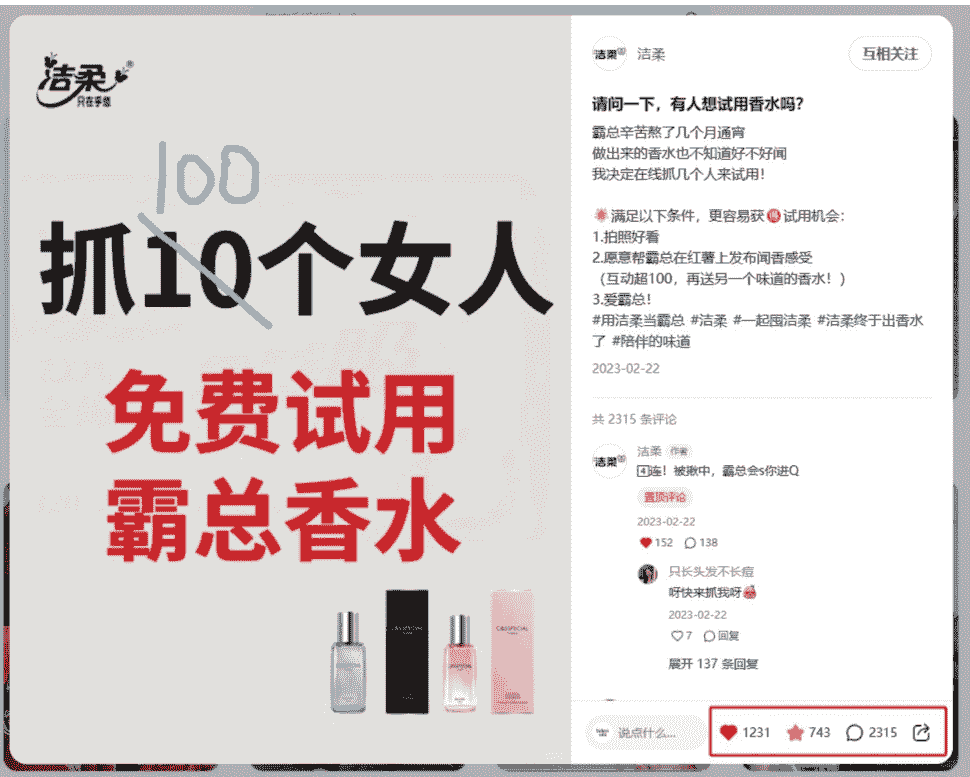 洁柔
只在乎你
100
抓10个女人
免费试用
霸总香水
洁柔
洁柔
互相关注
请问一下，有人想试用香水吗？
霸总辛苦熬了几个月通宵
做出来的香水也不知道好不好闻
我决定在线抓几个人来试用！
满足以下条件，更容易获得试用机会：
1.拍照好看
2.愿意帮霸总在红薯上发布闻香感受
（互动超100，再送另一个味道的香水！）
3.爱霸总！
#用洁柔当霸总 #洁柔 #一起囤洁柔 #洁柔终于出香水
了 #陪伴的味道
2023-02-22
共 2315 条评论
洁柔
洁柔 作者
4连！被揪中，霸总会s你进Q
置顶评论
2023-02-22
152 138
只长头发不长痘
呀快来抓我呀
2023-02-22
7 回复
展开 137 条回复
说点什么...
1231 743 2315